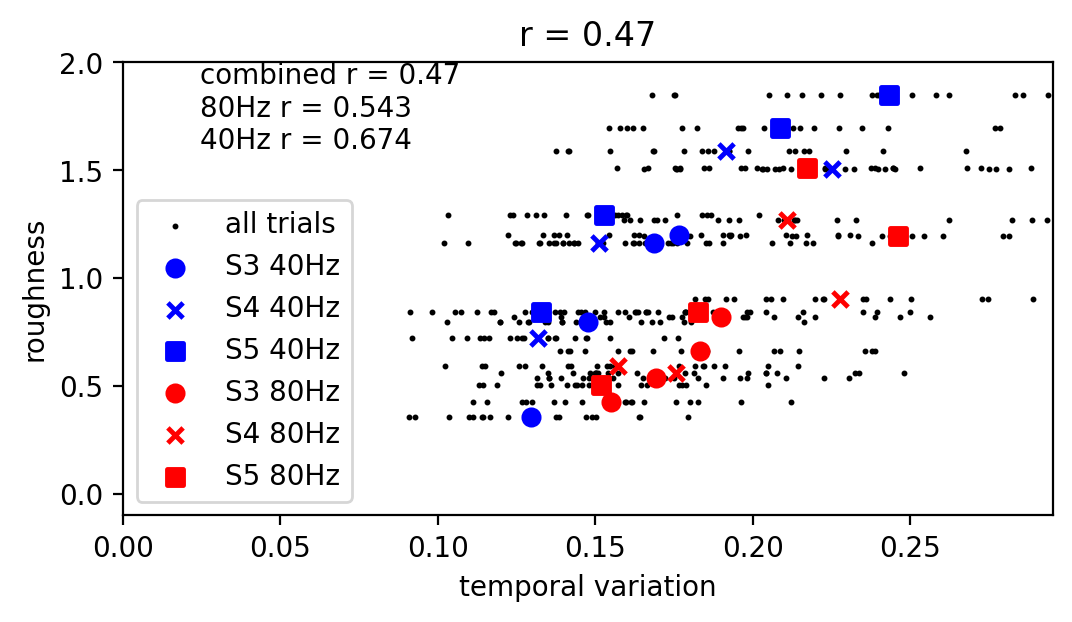 r = 0.47
combined r = 0.47
80Hz r = 0.543
40Hz r = 0.674
all trials
S3 40Hz
S4 40Hz
S5 40Hz
S3 80Hz
S4 80Hz
S5 80Hz
roughness
2.0
1.5
1.0
0.5
0.0
0.00 0.05 0.10 0.15 0.20 0.25
temporal variation